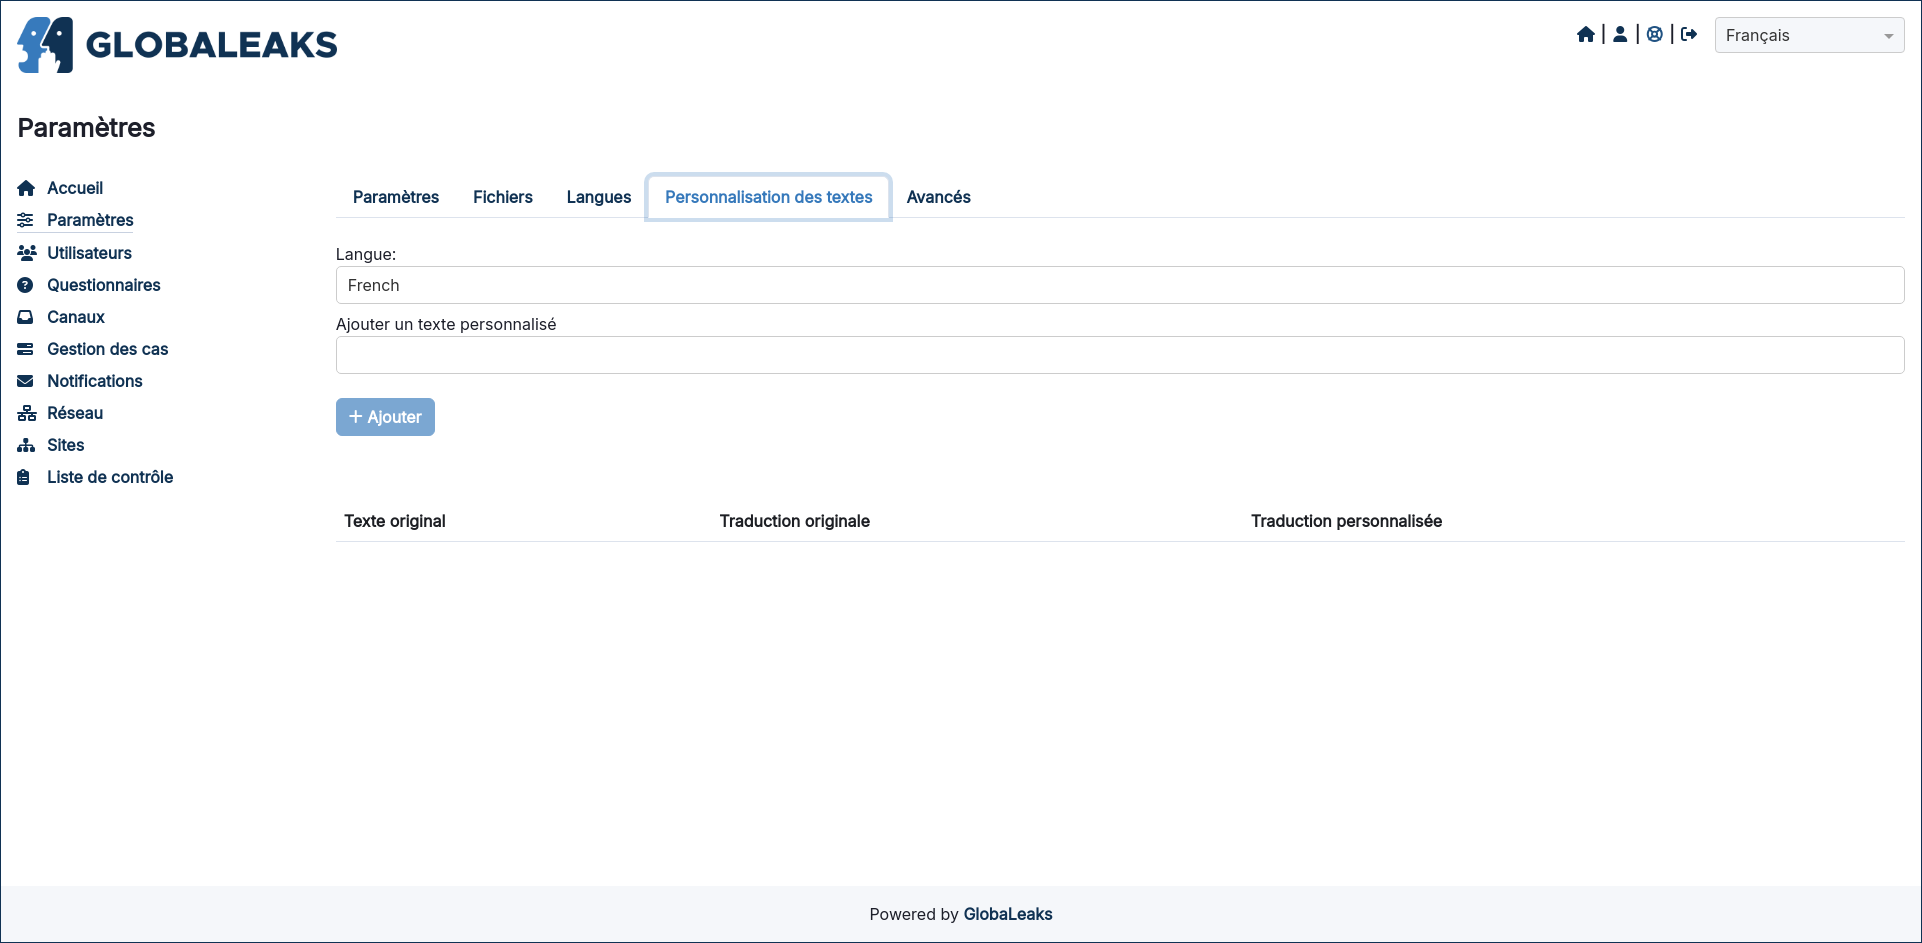 GLOBALEAKS
Français
Paramètres
Accueil
Paramètres
Utilisateurs
Questionnaires
Canaux
Gestion des cas
Notifications
Réseau
Sites
Liste de contrôle
Paramètres Fichiers Langues Personnalisation des textes Avancés
Langue:
French
Ajouter un texte personnalisé
+ Ajouter
Texte original Traduction originale Traduction personnalisée
Powered by GlobaLeaks